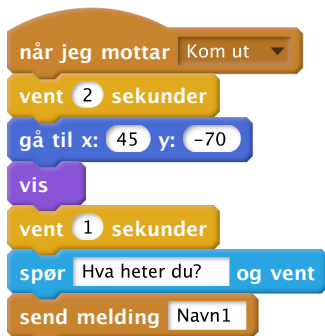 når jeg mottar Kom ut
vent 2 sekunder
gå til x: 45 y: -70
vis
vent 1 sekunder
spør Hva heter du? og vent
send melding Navn1